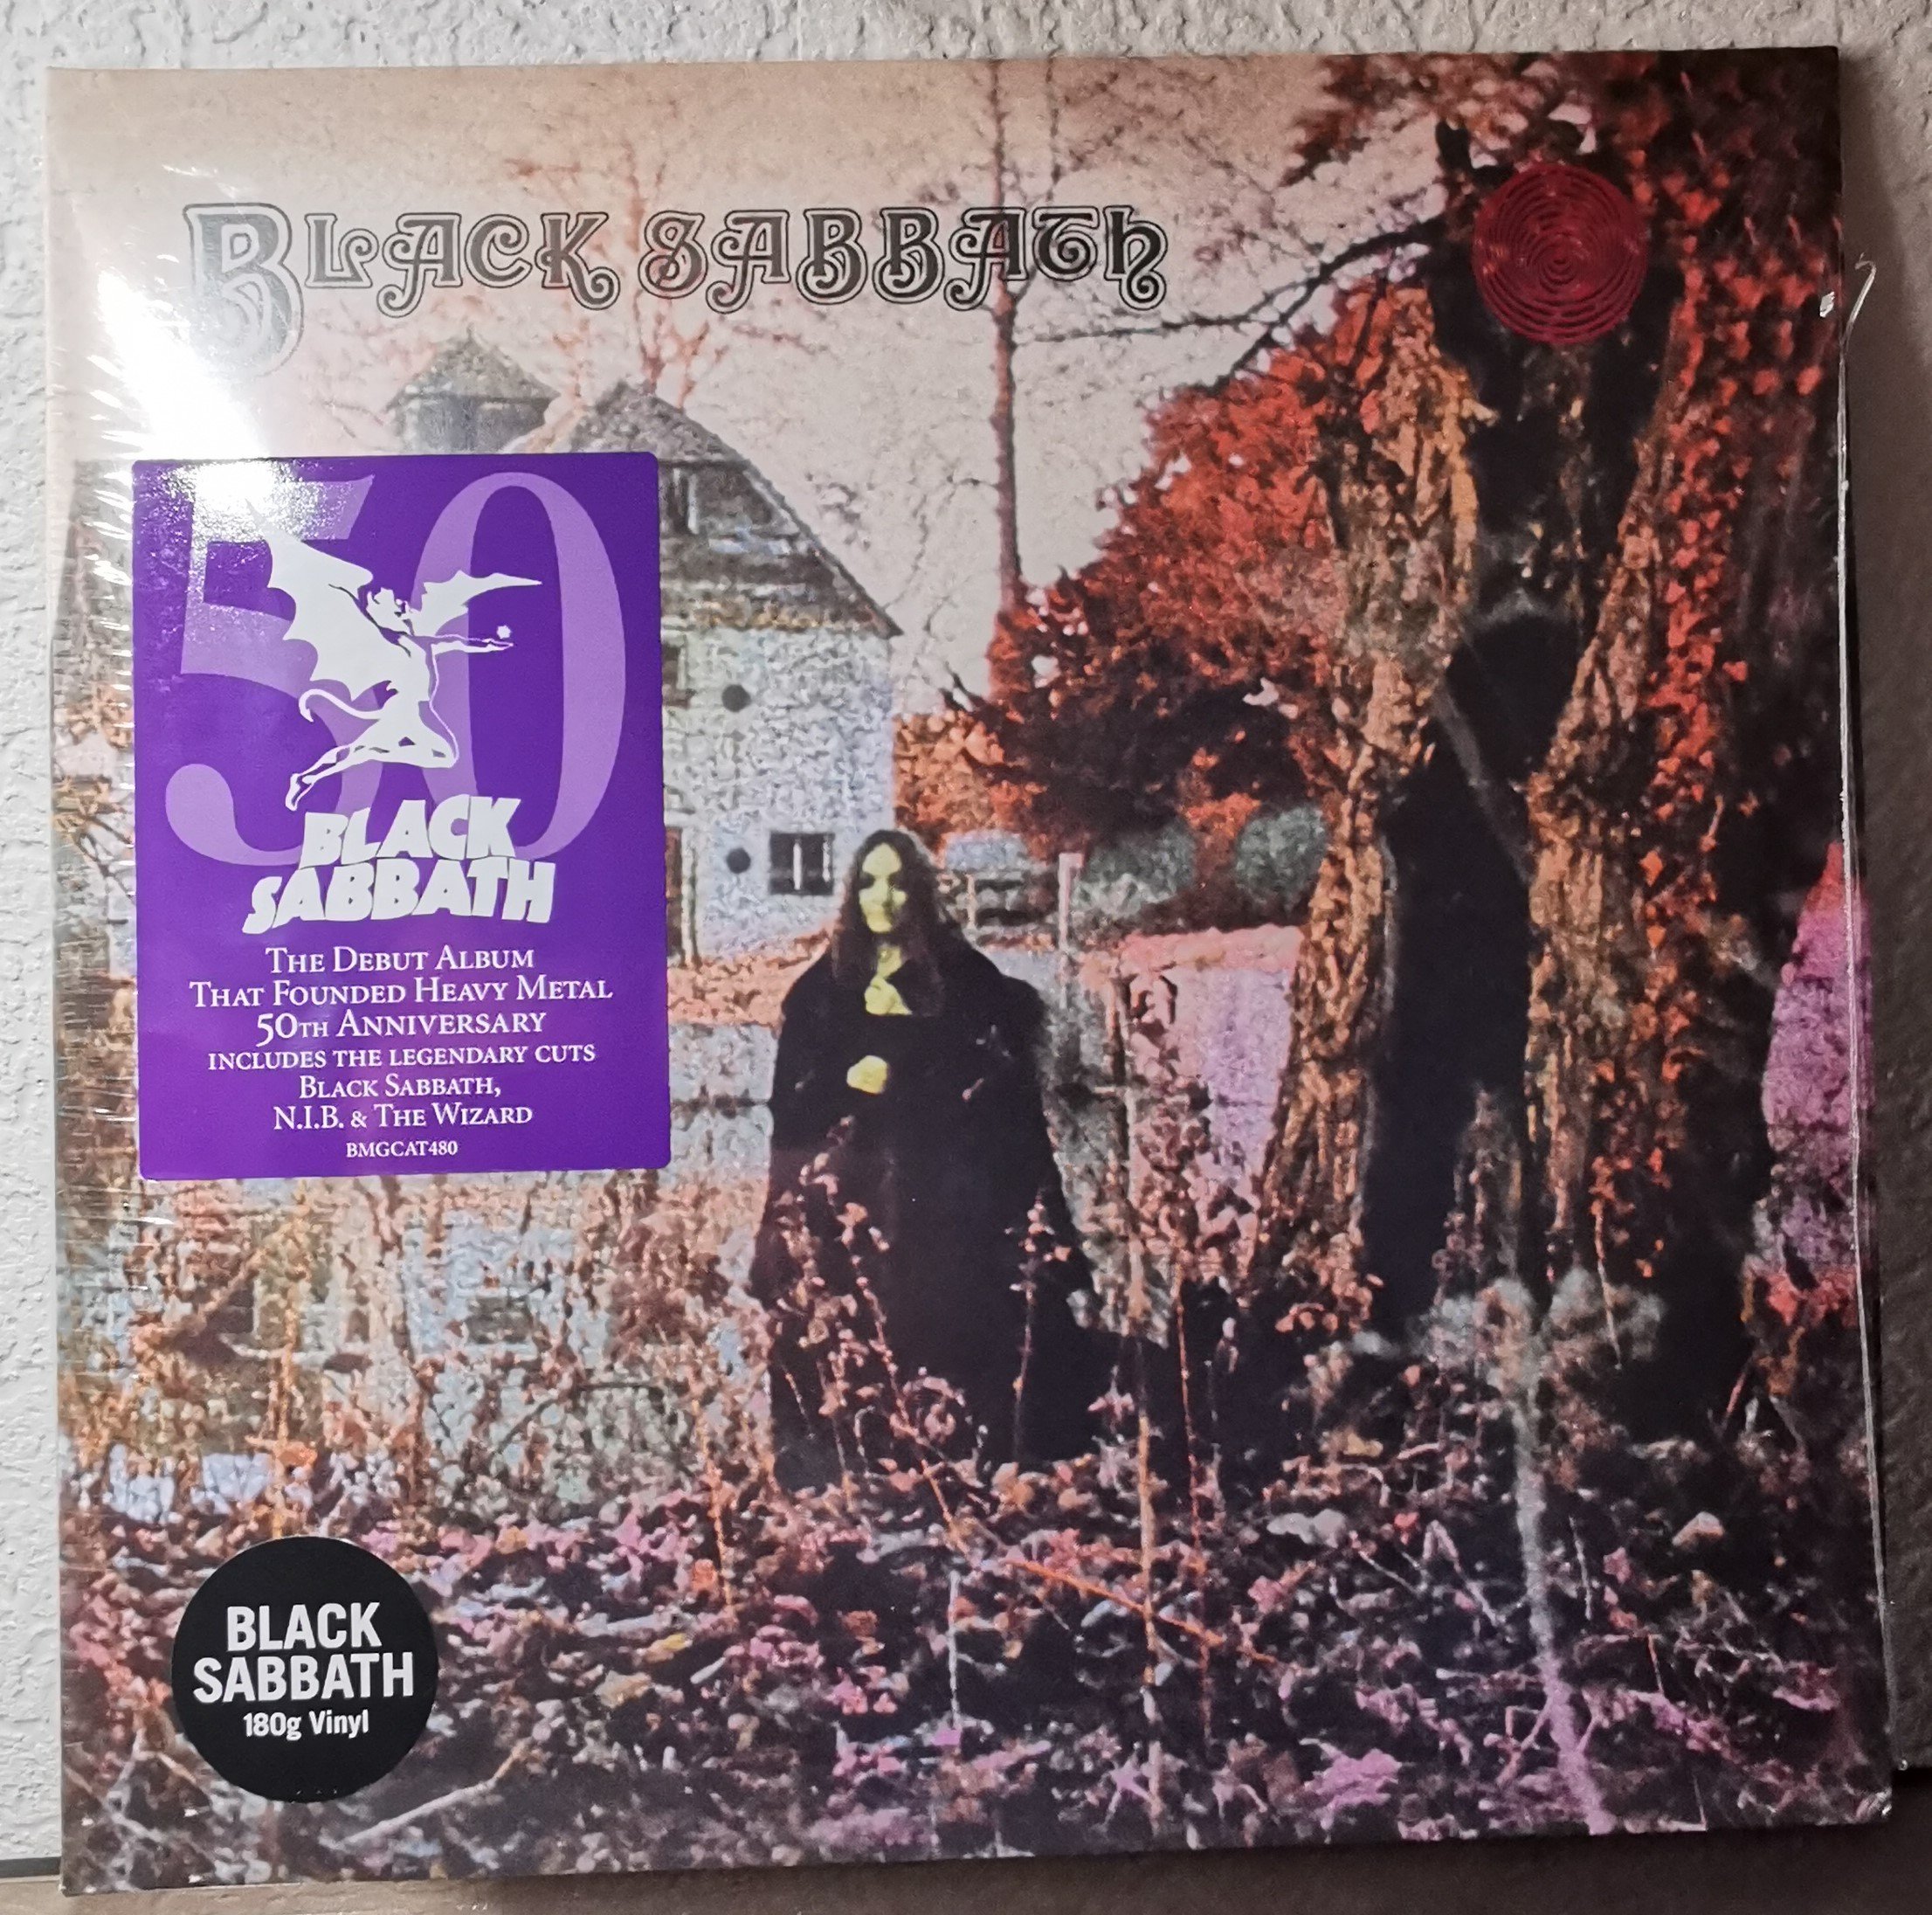 BLACK SABBATH
50
BLACK
SABBATH
THE DEBUT ALBUM
THAT FOUNDED HEAVY METAL
50TH ANNIVERSARY
INCLUDES THE LEGENDARY CUTS
BLACK SABBATH,
N.I.B. & THE WIZARD
BMGCAT480
BLACK
SABBATH
180g Vinyl